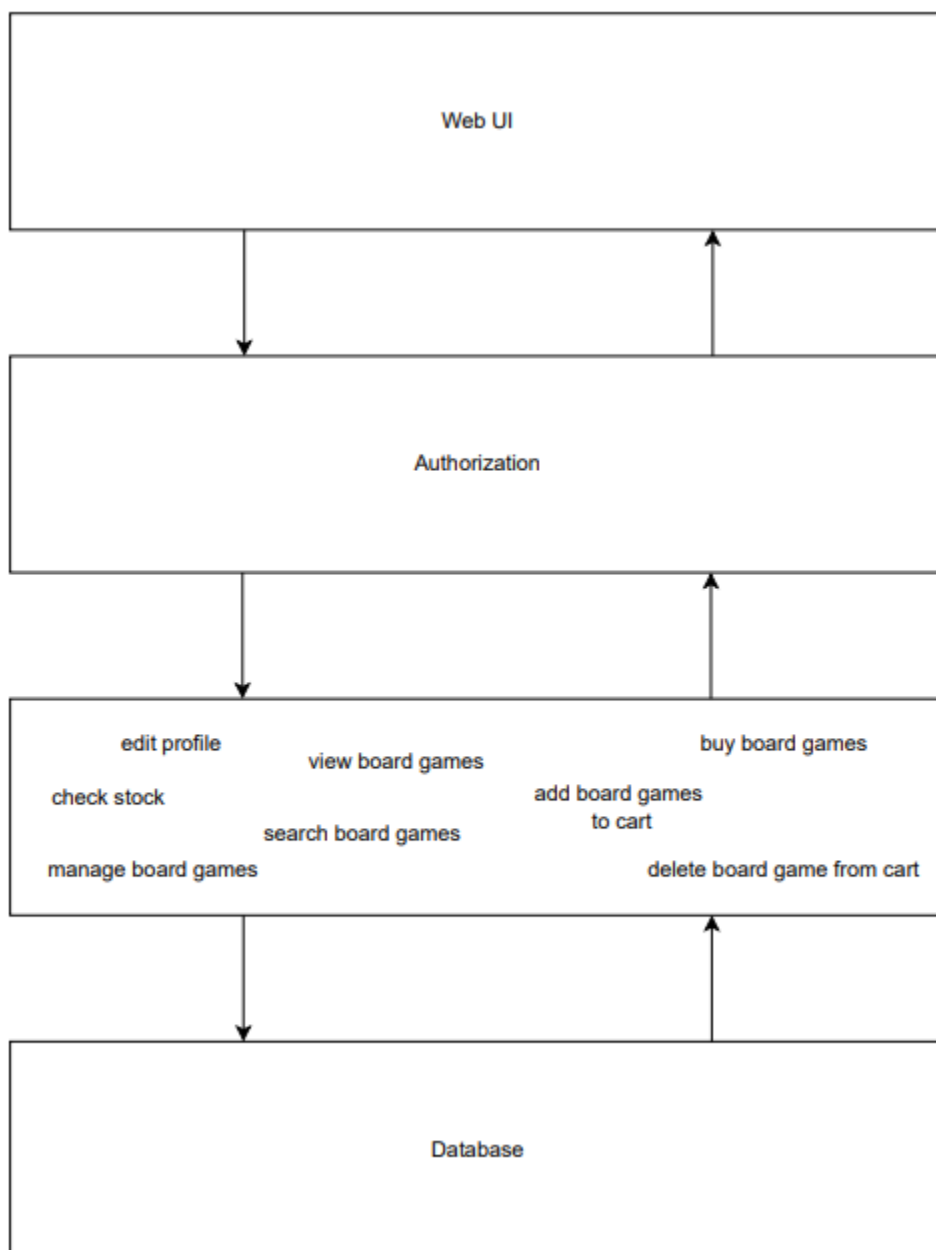 Web UI
Authorization
edit profile
view board games
buy board games
check stock
add board games
to cart
search board games
manage board games
delete board game from cart
Database